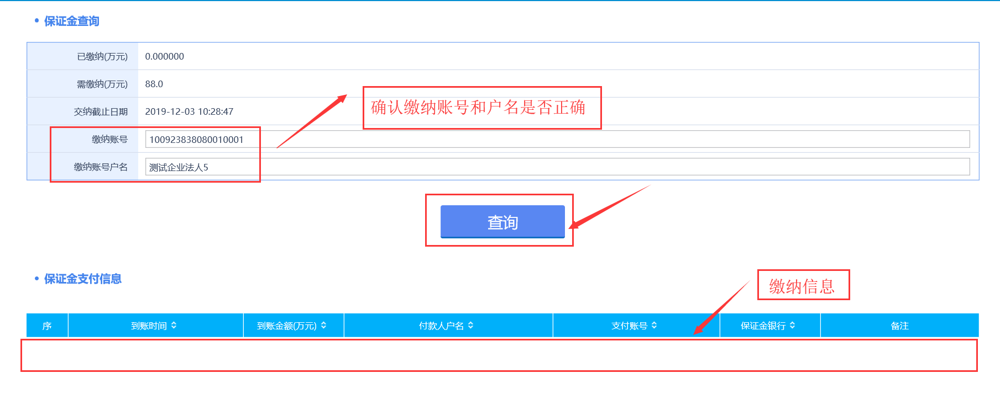 • 保证金查询
已缴纳(万元) 0.000000
需缴纳(万元) 88.0
确认缴纳账号和户名是否正确
交纳截止日期 2019-12-03 10:28:47
缴纳账号 100923838080010001
缴纳账号户名 测试企业法人5
查询
• 保证金支付信息
缴纳信息
序 到账时间 到账金额(万元) 付款人户名 支付账号 保证金银行 备注